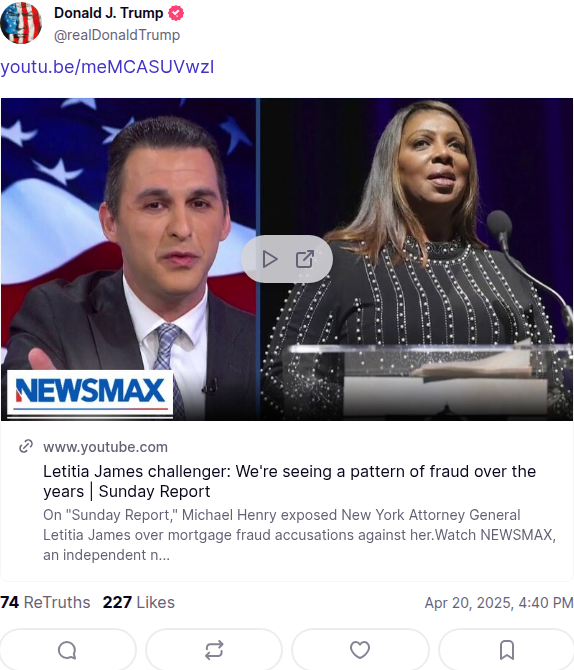 Donald J. Trump
@realDonaldTrump
youtu.be/meMCASUVwzI
NEWSMAX
www.youtube.com
Letitia James challenger: We're seeing a pattern of fraud over the
years | Sunday Report
On "Sunday Report," Michael Henry exposed New York Attorney General
Letitia James over mortgage fraud accusations against her.Watch NEWSMAX,
an independent n...
74 ReTruths 227 Likes
Apr 20, 2025, 4:40 PM